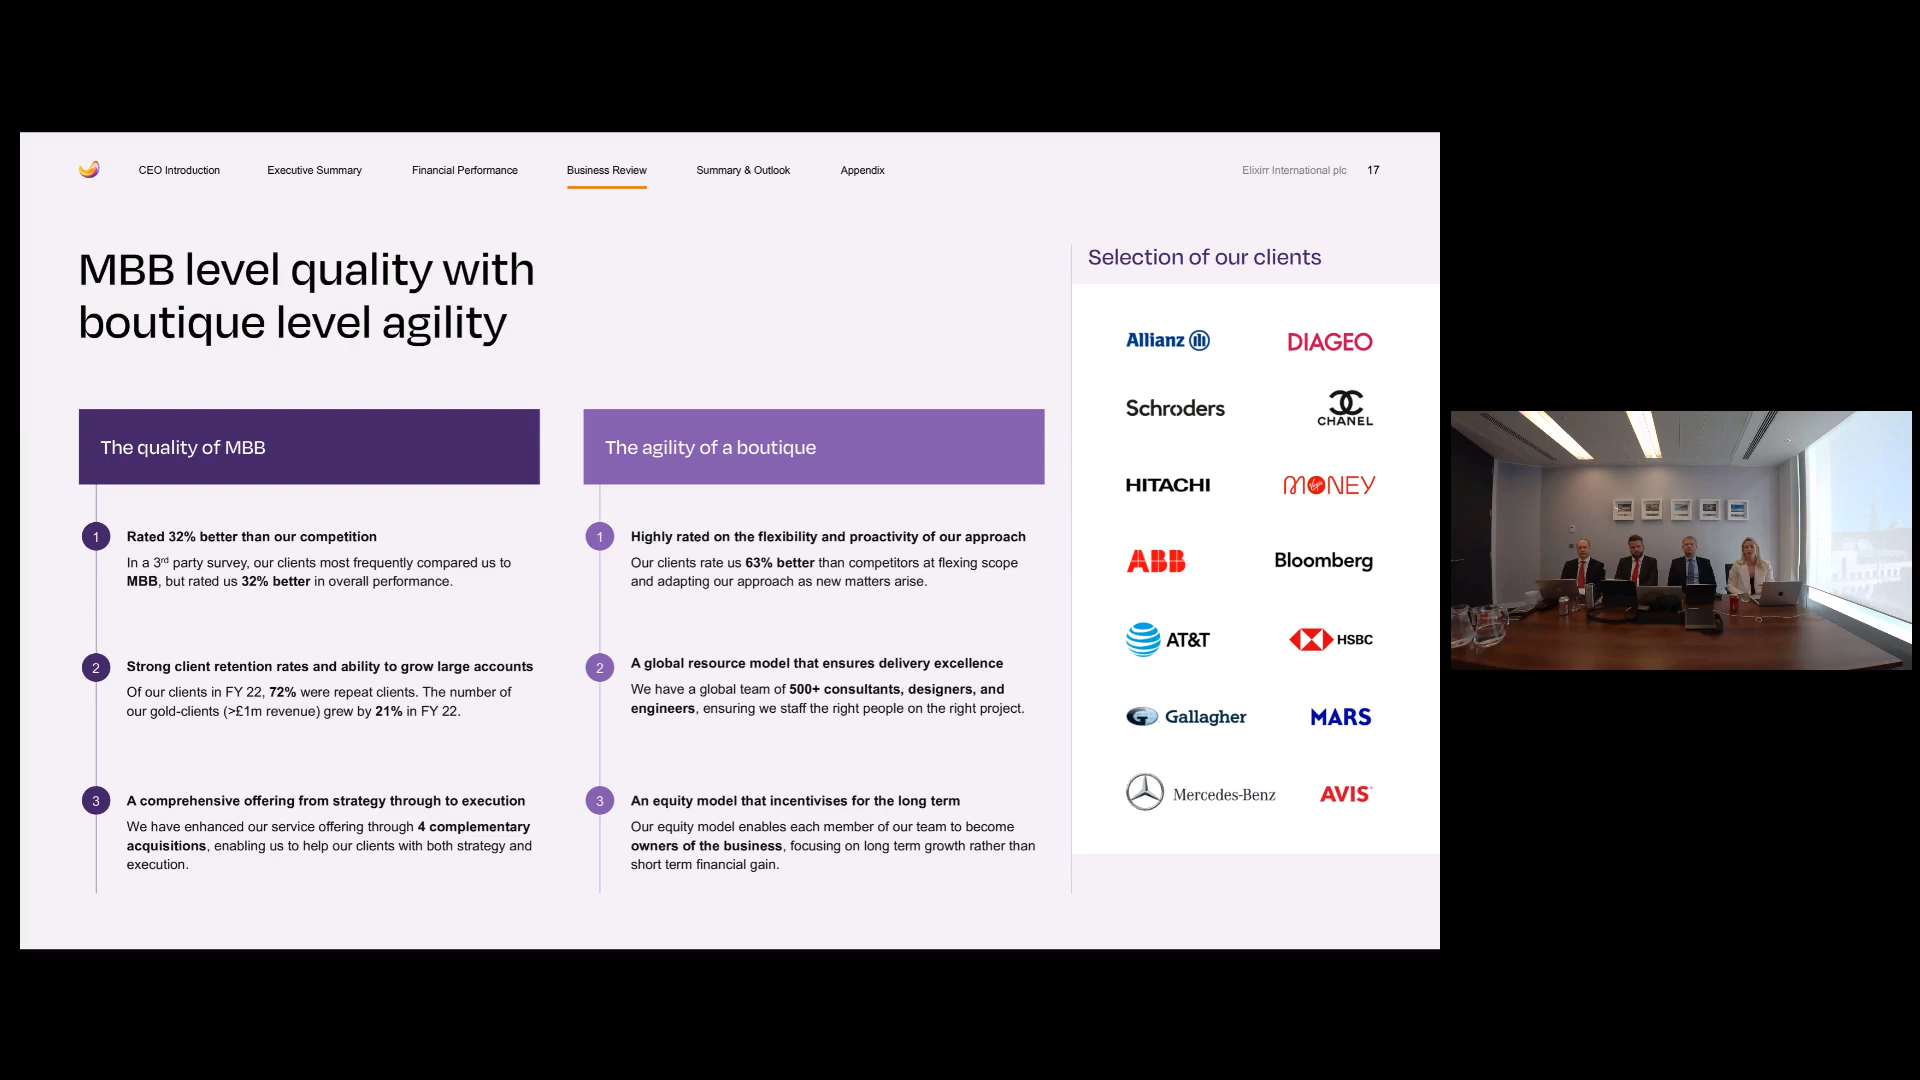 CEO Introduction
Executive Summary
Financial Performance
Business Review
Summary & Outlook
Appendix
Elixirr International plc
17
MBB level quality with
boutique level agility
The quality of MBB
1
Rated 32% better than our competition
In a 3rd party survey, our clients most frequently compared us to
MBB, but rated us 32% better in overall performance.
2
Strong client retention rates and ability to grow large accounts
Of our clients in FY 22, 72% were repeat clients. The number of
our gold-clients (>£1m revenue) grew by 21% in FY 22.
3
A comprehensive offering from strategy through to execution
We have enhanced our service offering through 4 complementary
acquisitions, enabling us to help our clients with both strategy and
execution.
The agility of a boutique
1
Highly rated on the flexibility and proactivity of our approach
Our clients rate us 63% better than competitors at flexing scope
and adapting our approach as new matters arise.
2
A global resource model that ensures delivery excellence
We have a global team of 500+ consultants, designers, and
engineers, ensuring we staff the right people on the right project.
3
An equity model that incentivises for the long term
Our equity model enables each member of our team to become
owners of the business, focusing on long term growth rather than
short term financial gain.
Selection of our clients
Allianz
DIAGEO
Schroders
CHANEL
HITACHI
Virgin MONEY
ABB
Bloomberg
AT&T
HSBC
G Gallagher
MARS
Mercedes-Benz
AVIS